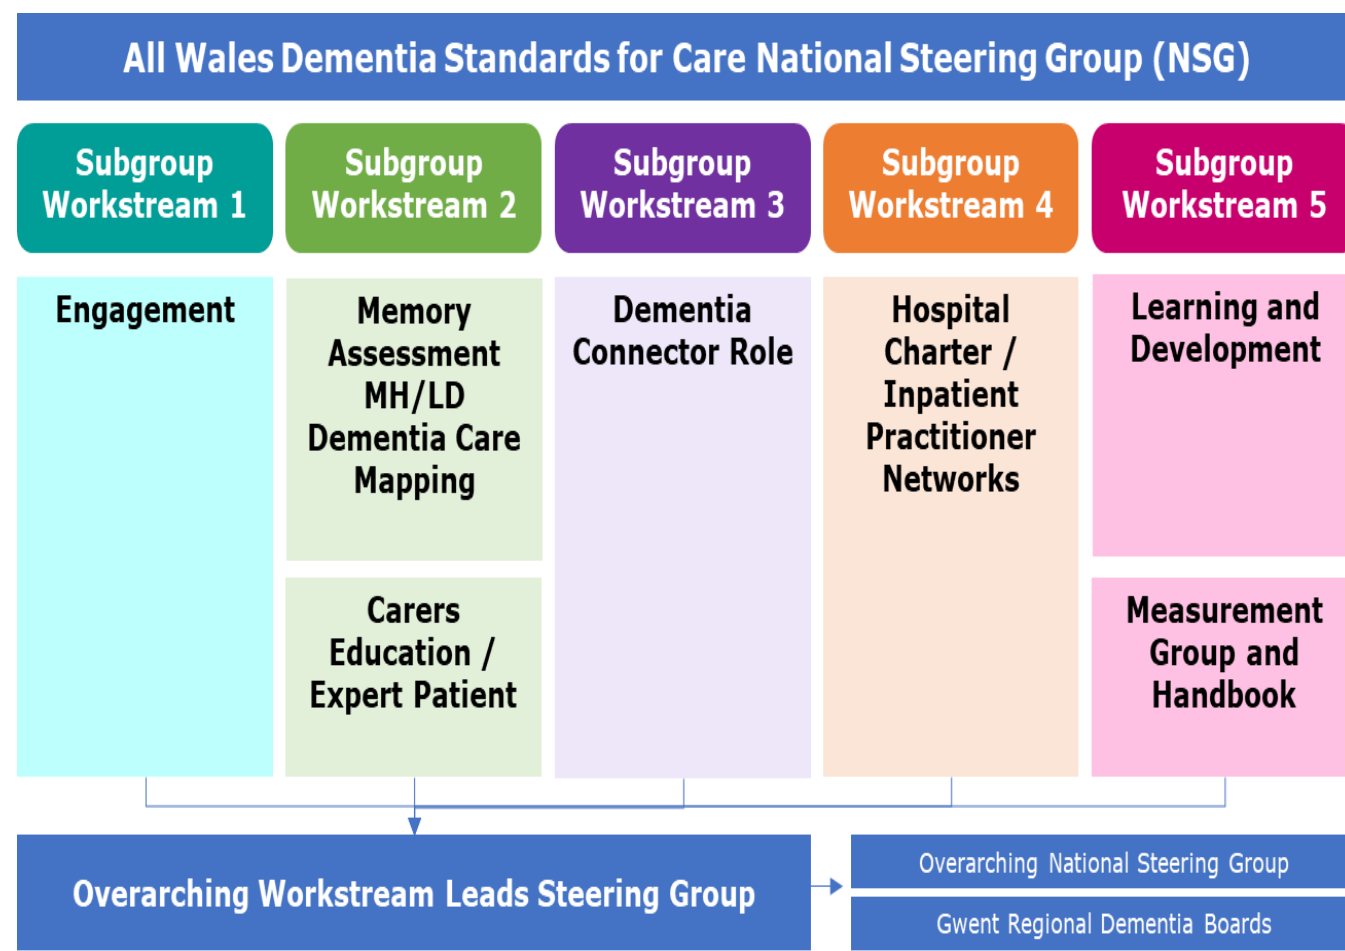 All Wales Dementia Standards for Care National Steering Group (NSG)
Subgroup
Workstream 1
Subgroup
Workstream 2
Subgroup
Workstream 3
Subgroup
Workstream 4
Subgroup
Workstream 5
Engagement
Memory
Assessment
MH/LD
Dementia Care
Mapping
Carers
Education /
Expert Patient
Dementia
Connector Role
Hospital
Charter /
Inpatient
Practitioner
Networks
Learning and
Development
Measurement
Group and
Handbook
Overarching Workstream Leads Steering Group
Overarching National Steering Group
Gwent Regional Dementia Boards